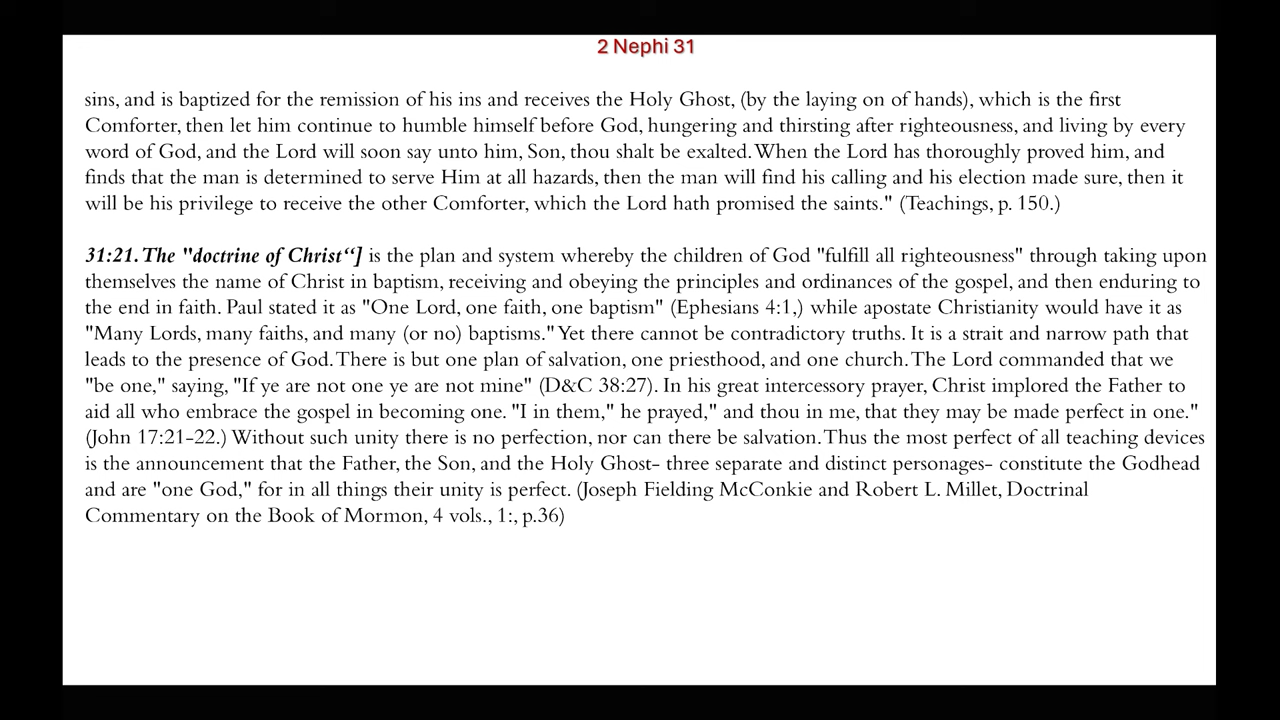 2 Nephi 31
sins, and is baptized for the remission of his ins and receives the Holy Ghost, (by the laying on of hands), which is the first
Comforter, then let him continue to humble himself before God, hungering and thirsting after righteousness, and living by every
word of God, and the Lord will soon say unto him, Son, thou shalt be exalted. When the Lord has thoroughly proved him, and
finds that the man is determined to serve Him at all hazards, then the man will find his calling and his election made sure, then it
will be his privilege to receive the other Comforter, which the Lord hath promised the saints." (Teachings, p. 150.)
31:21. The "doctrine of Christ“] is the plan and system whereby the children of God "fulfill all righteousness" through taking upon
themselves the name of Christ in baptism, receiving and obeying the principles and ordinances of the gospel, and then enduring to
the end in faith. Paul stated it as "One Lord, one faith, one baptism" (Ephesians 4:1,) while apostate Christianity would have it as
"Many Lords, many faiths, and many (or no) baptisms." Yet there cannot be contradictory truths. It is a strait and narrow path that
leads to the presence of God. There is but one plan of salvation, one priesthood, and one church. The Lord commanded that we
"be one," saying, "If ye are not one ye are not mine" (D&C 38:27). In his great intercessory prayer, Christ implored the Father to
aid all who embrace the gospel in becoming one. "I in them," he prayed," and thou in me, that they may be made perfect in one."
(John 17:21-22.) Without such unity there is no perfection, nor can there be salvation. Thus the most perfect of all teaching devices
is the announcement that the Father, the Son, and the Holy Ghost- three separate and distinct personages- constitute the Godhead
and are "one God," for in all things their unity is perfect. (Joseph Fielding McConkie and Robert L. Millet, Doctrinal
Commentary on the Book of Mormon, 4 vols., 1:, p.36)